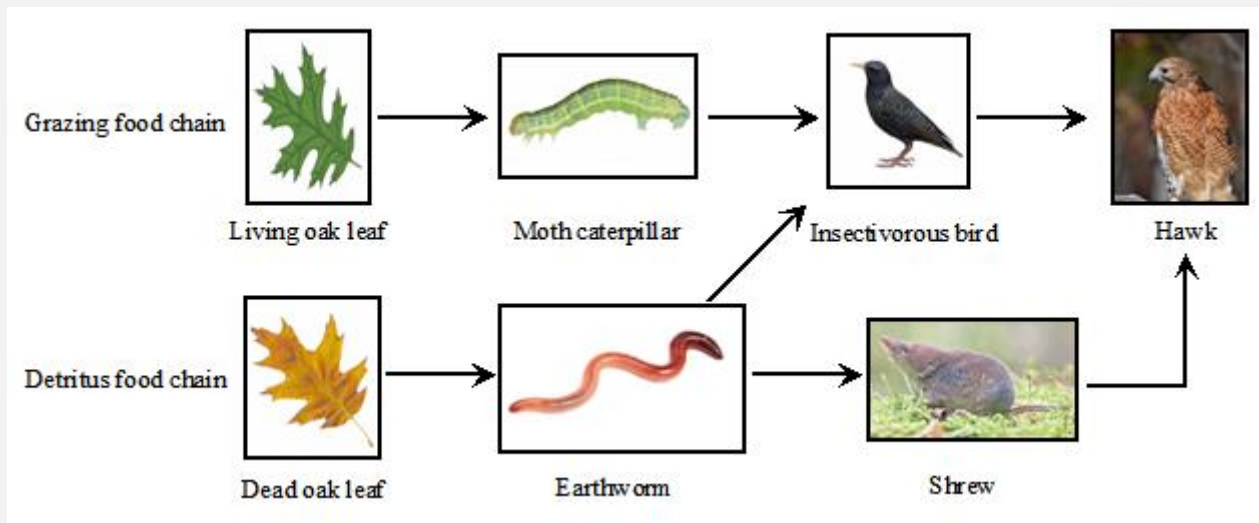 Grazing food chain
Living oak leaf
Moth caterpillar
Insectivorous bird
Hawk
Detritus food chain
Dead oak leaf
Earthworm
Shrew